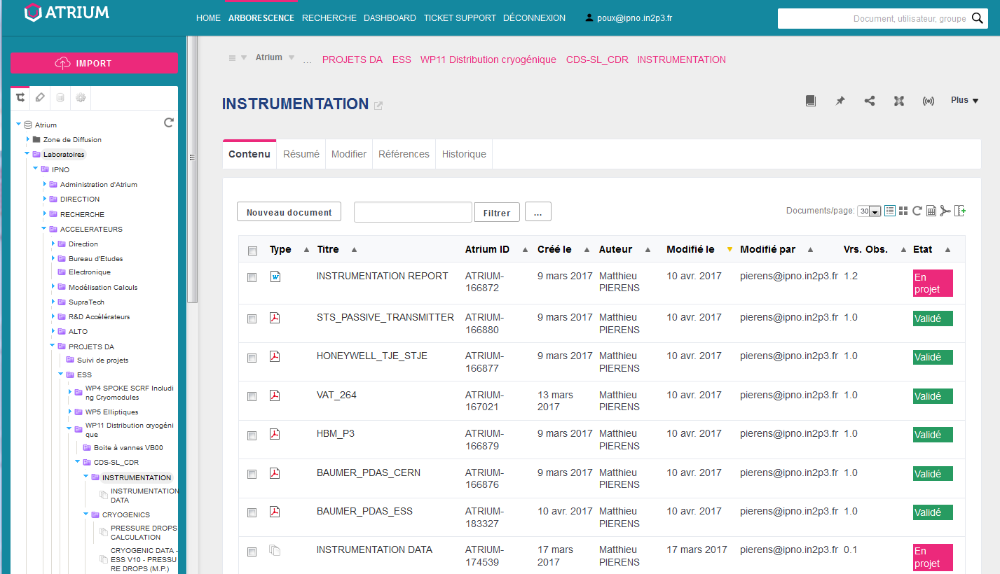 ATRIUM
HOME ARBORESCENCE RECHERCHE DASHBOARD TICKET SUPPORT DÉCONNEXION poux@ipno.in2p3.fr
Document, utilisateur, groupe
IMPORT
Atrium
Zone de Diffusion
Laboratoires
IPNO
Administration d'Atrium
DIRECTION
RECHERCHE
ACCELERATEURS
Direction
Bureau d'Etudes
Electronique
Modélisation Calculs
SupraTech
R&D Accélérateurs
ALTO
PROJETS DA
Suivi de projets
ESS
WP4 SPOKE SCRF Includi
ng Cryomodules
WP5 Elliptiques
WP11 Distribution cryogén
ique
Boite à vannes VB00
CDS-SL_CDR
INSTRUMENTATION
INSTRUMENTATION
DATA
CRYOGENICS
PRESSURE DROPS
CALCULATION
CRYOGENIC DATA -
ESS V10 - PRESSU
RE DROPS (M.P.)
Atrium ... PROJETS DA ESS WP11 Distribution cryogénique CDS-SL_CDR INSTRUMENTATION
INSTRUMENTATION
Plus
Contenu Résumé Modifier Références Historique
Nouveau document Filtrer ... Documents/page: 30
Type Titre Atrium ID Créé le Auteur Modifié le Modifié par Vrs. Obs. Etat
INSTRUMENTATION REPORT ATRIUM- 9 mars 2017 Matthieu 10 avr. 2017 pierens@ipno.in2p3.fr 1.2 En
166872 PIERENS projet
STS_PASSIVE_TRANSMITTER ATRIUM- 9 mars 2017 Matthieu 10 avr. 2017 pierens@ipno.in2p3.fr 1.0 Validé
166880 PIERENS
HONEYWELL_TJE_STJE ATRIUM- 9 mars 2017 Matthieu 10 avr. 2017 pierens@ipno.in2p3.fr 1.0 Validé
166877 PIERENS
VAT_264 ATRIUM- 13 mars Matthieu 10 avr. 2017 pierens@ipno.in2p3.fr 1.0 Validé
167021 2017 PIERENS
HBM_P3 ATRIUM- 9 mars 2017 Matthieu 10 avr. 2017 pierens@ipno.in2p3.fr 1.0 Validé
166879 PIERENS
BAUMER_PDAS_CERN ATRIUM- 9 mars 2017 Matthieu 10 avr. 2017 pierens@ipno.in2p3.fr 1.0 Validé
166876 PIERENS
BAUMER_PDAS_ESS ATRIUM- 10 avr. 2017 Matthieu 10 avr. 2017 pierens@ipno.in2p3.fr 1.0 Validé
183327 PIERENS
INSTRUMENTATION DATA ATRIUM- 17 mars Matthieu 17 mars 2017 pierens@ipno.in2p3.fr 0.1 En
174539 2017 PIERENS projet